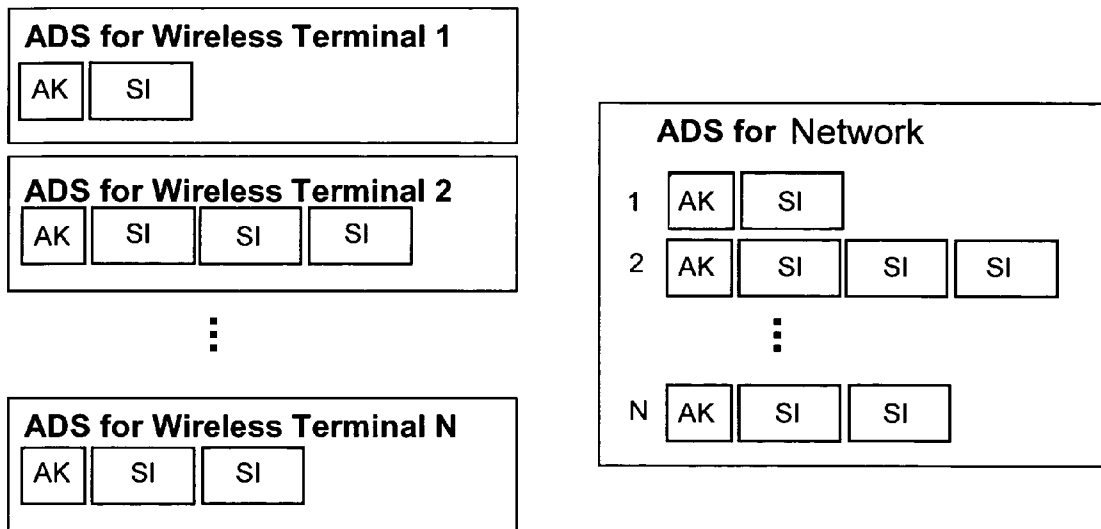 ADS for Wireless Terminal 1
AK SI
ADS for Wireless Terminal 2
AK SI SI SI
ADS for Wireless Terminal N
AK SI SI
ADS for Network
1 AK SI
2 AK SI SI SI
N AK SI SI